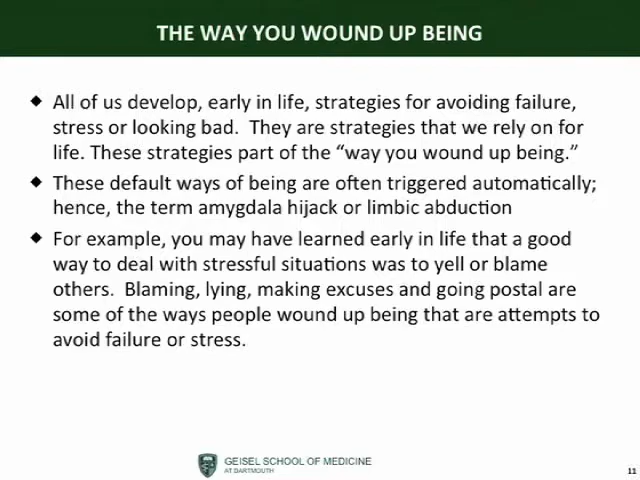 THE WAY YOU WOUND UP BEING
◆ All of us develop, early in life, strategies for avoiding failure,
stress or looking bad. They are strategies that we rely on for
life. These strategies part of the “way you wound up being.”
◆ These default ways of being are often triggered automatically;
hence, the term amygdala hijack or limbic abduction
◆ For example, you may have learned early in life that a good
way to deal with stressful situations was to yell or blame
others. Blaming, lying, making excuses and going postal are
some of the ways people wound up being that are attempts to
avoid failure or stress.
GEISEL SCHOOL OF MEDICINE
AT DARTMOUTH
11